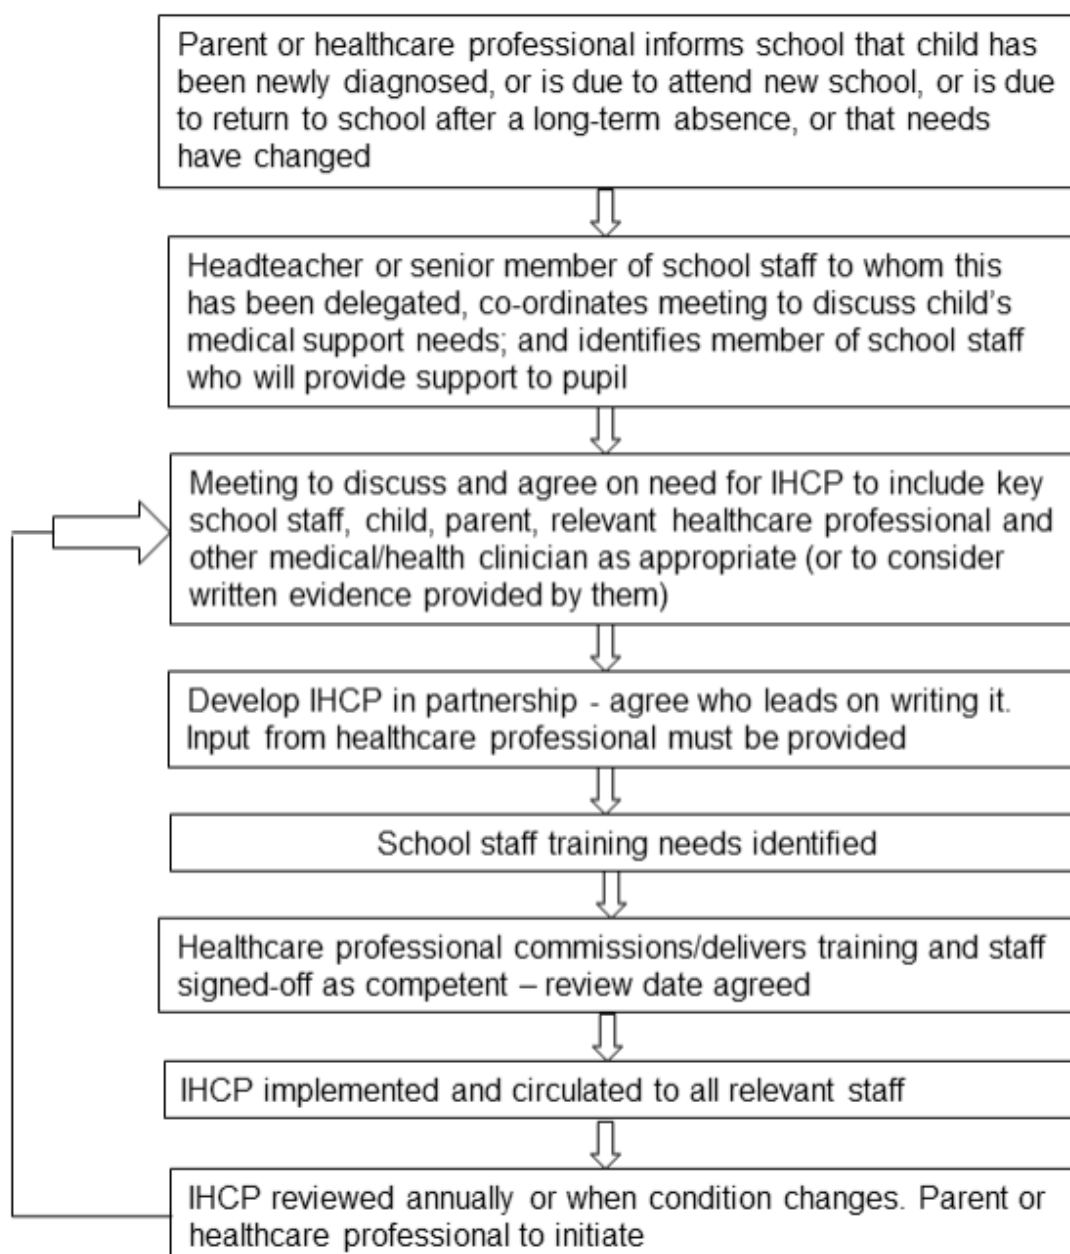 Parent or healthcare professional informs school that child has
been newly diagnosed, or is due to attend new school, or is due
to return to school after a long-term absence, or that needs
have changed
Headteacher or senior member of school staff to whom this
has been delegated, co-ordinates meeting to discuss child's
medical support needs; and identifies member of school staff
who will provide support to pupil
Meeting to discuss and agree on need for IHCP to include key
school staff, child, parent, relevant healthcare professional and
other medical/health clinician as appropriate (or to consider
written evidence provided by them)
Develop IHCP in partnership - agree who leads on writing it.
Input from healthcare professional must be provided
School staff training needs identified
Healthcare professional commissions/delivers training and staff
signed-off as competent – review date agreed
IHCP implemented and circulated to all relevant staff
IHCP reviewed annually or when condition changes. Parent or
healthcare professional to initiate